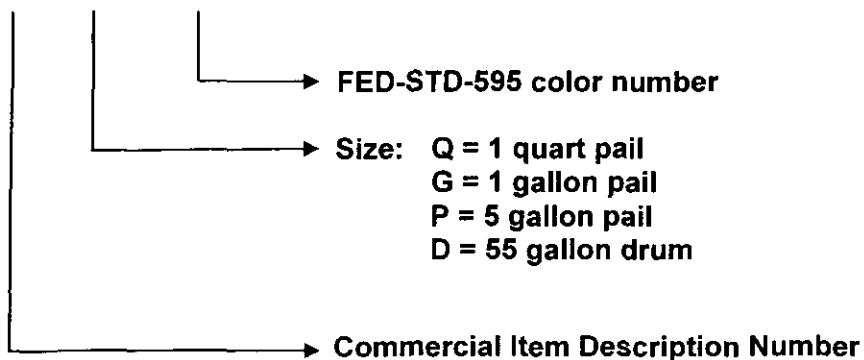 FED-STD-595 color number
Size: Q = 1 quart pail
G = 1 gallon pail
P = 5 gallon pail
D = 55 gallon drum
Commercial Item Description Number